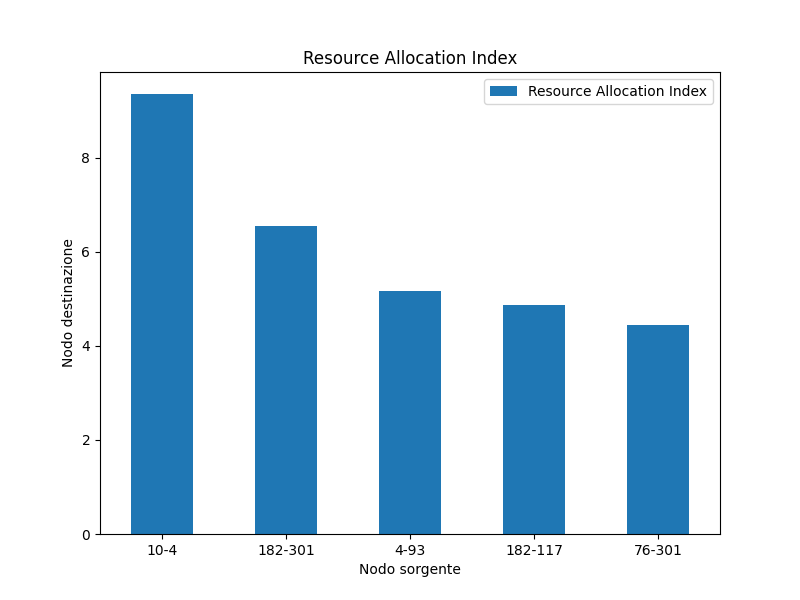 Resource Allocation Index
Resource Allocation Index
Nodo destinazione
8
6
4
2
0
10-4
182-301
4-93
182-117
76-301
Nodo sorgente